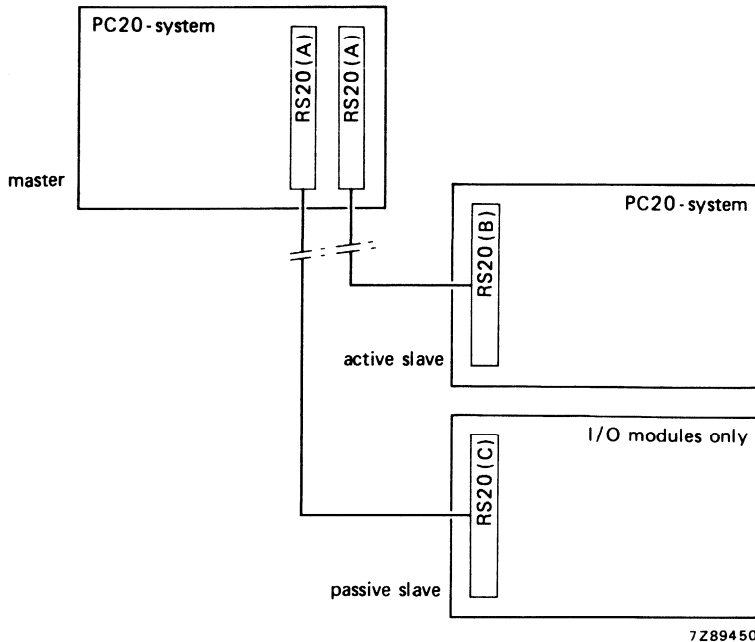 PC20-system
RS20(A)
RS20(A)
master
PC20-system
RS20(B)
active slave
I/O modules only
RS20(C)
passive slave
7Z89450